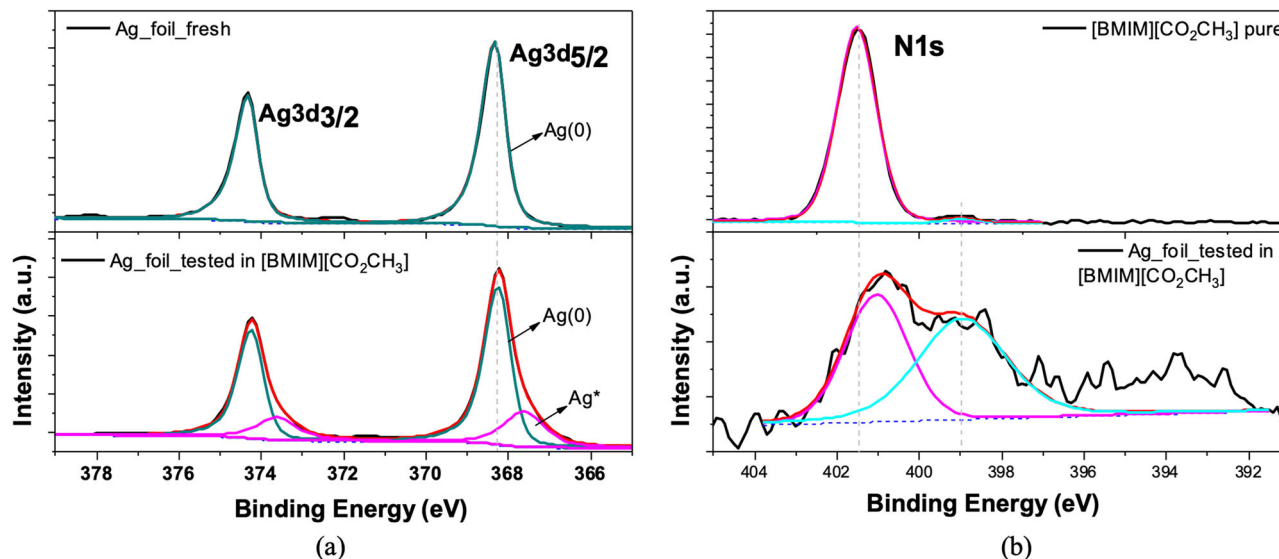 Ag_foil_fresh
Ag3d5/2
Ag3d3/2
Ag(0)
Ag_foil_tested in [BMIM][CO₂CH₃]
Ag(0)
Ag*
Intensity (a.u.)
378 376 374 372 370 368 366
Binding Energy (eV)
(a)
[BMIM][CO₂CH₃] pure
N1s
Ag_foil_tested in
[BMIM][CO₂CH₃]
Intensity (a.u.)
404 402 400 398 396 394 392
Binding Energy (eV)
(b)